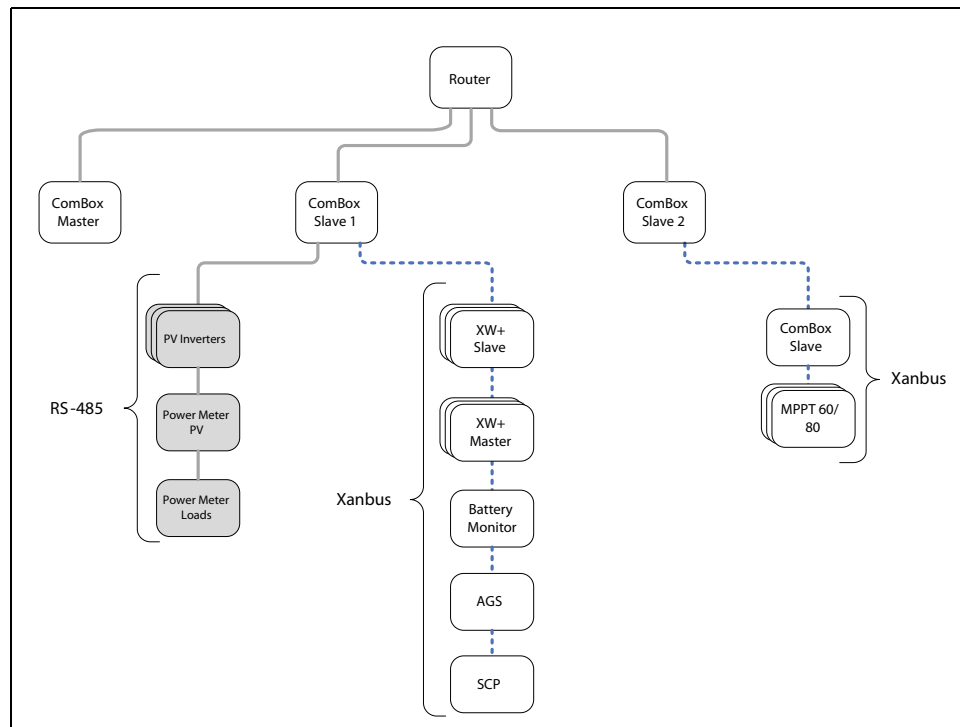 Router
ComBox
Master
ComBox
Slave 1
ComBox
Slave 2
RS-485
PV Inverters
Power Meter
PV
Power Meter
Loads
Xanbus
XW+
Slave
XW+
Master
Battery
Monitor
AGS
SCP
ComBox
Slave
MPPT 60/
80
Xanbus